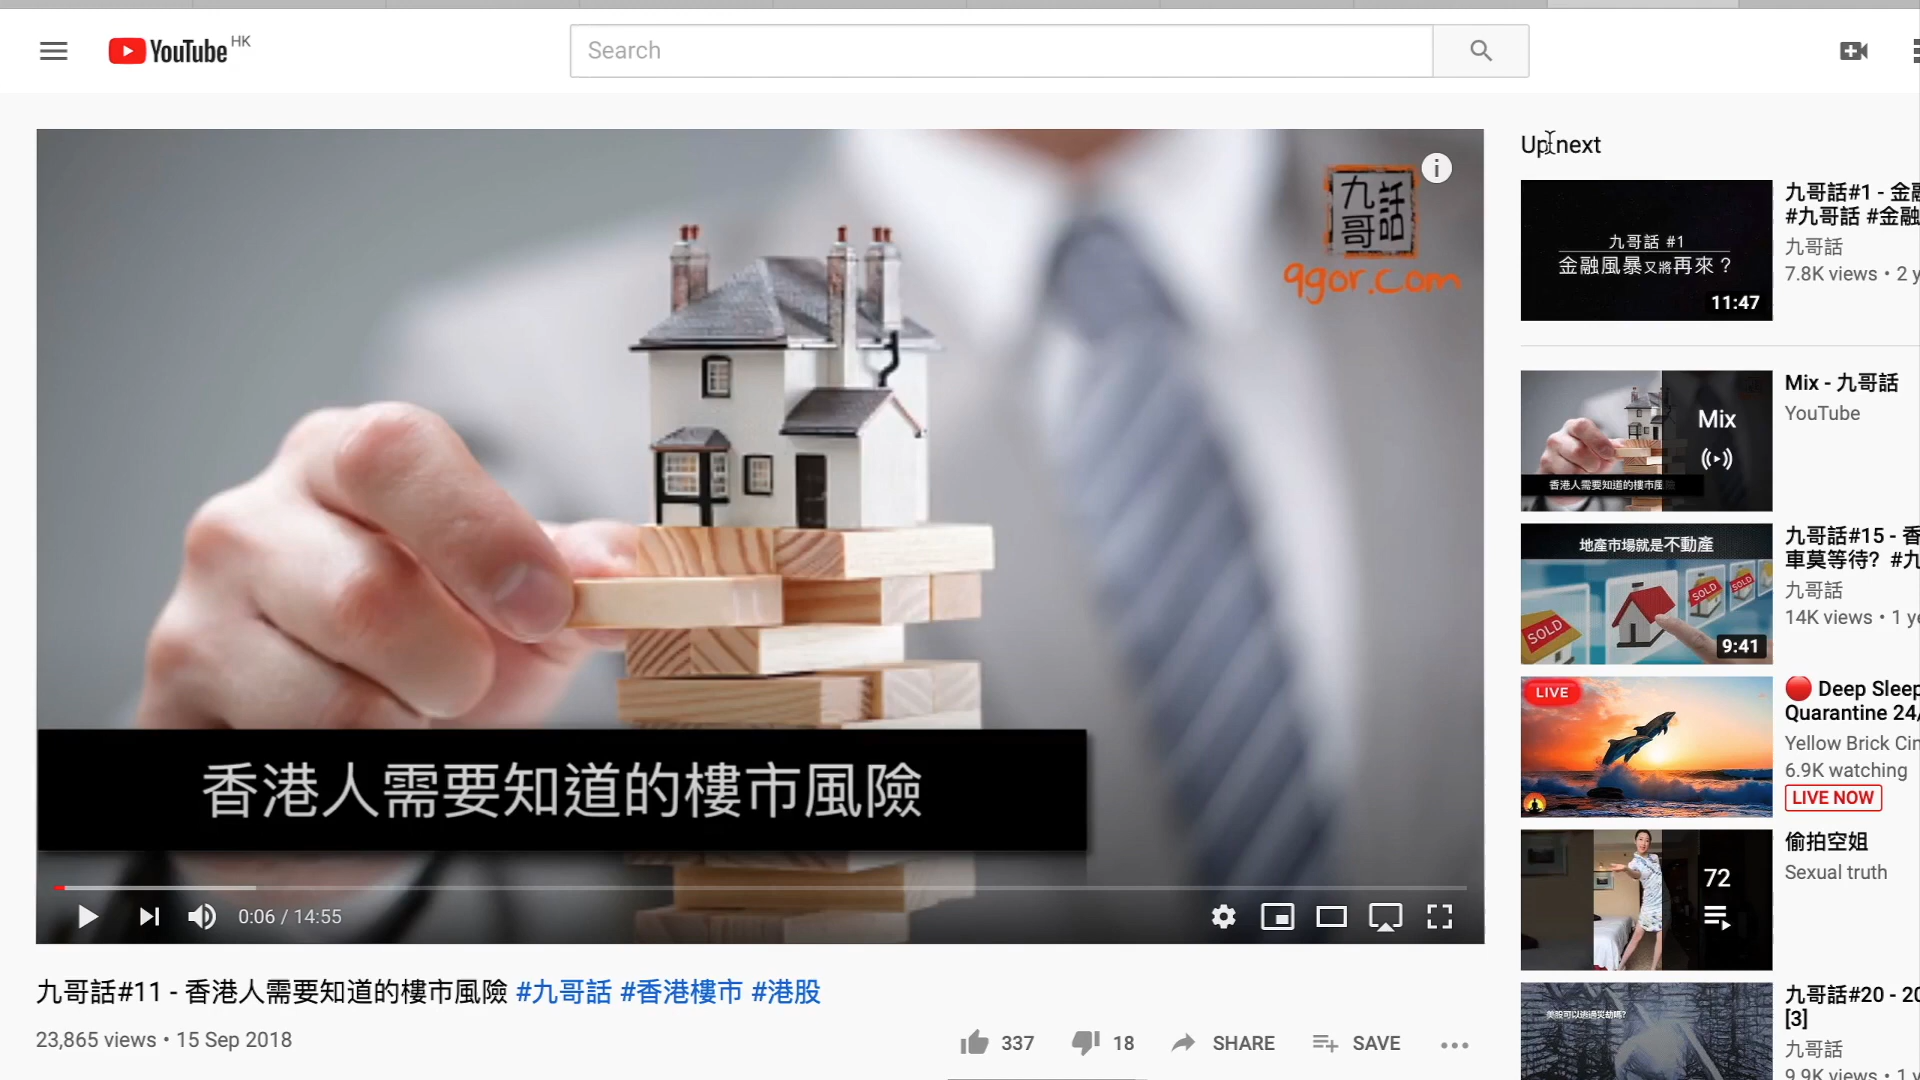 YouTube HK
Search
九哥話
9gor.com
香港人需要知道的樓市風險
0:06 / 14:55
九哥話#11 - 香港人需要知道的樓市風險 #九哥話 #香港樓市 #港股
23,865 views • 15 Sep 2018
337
18
SHARE
SAVE
Up next
九哥話 #1
金融風暴又將再來？
11:47
九哥話#1 - 金融
#九哥話 #金融
九哥話
7.8K views • 2 y
Mix
香港人需要知道的樓市風
Mix - 九哥話
YouTube
地產市場就是不動產
SOLD
SOLD
SOLD
9:41
九哥話#15 - 香
車莫等待? #九
九哥話
14K views • 1 ye
LIVE
Deep Sleep
Quarantine 24/
Yellow Brick Cin
6.9K watching
LIVE NOW
72
偷拍空姐
Sexual truth
九哥話#20 - 20
[3]
九哥話
9.9K views • 1 y